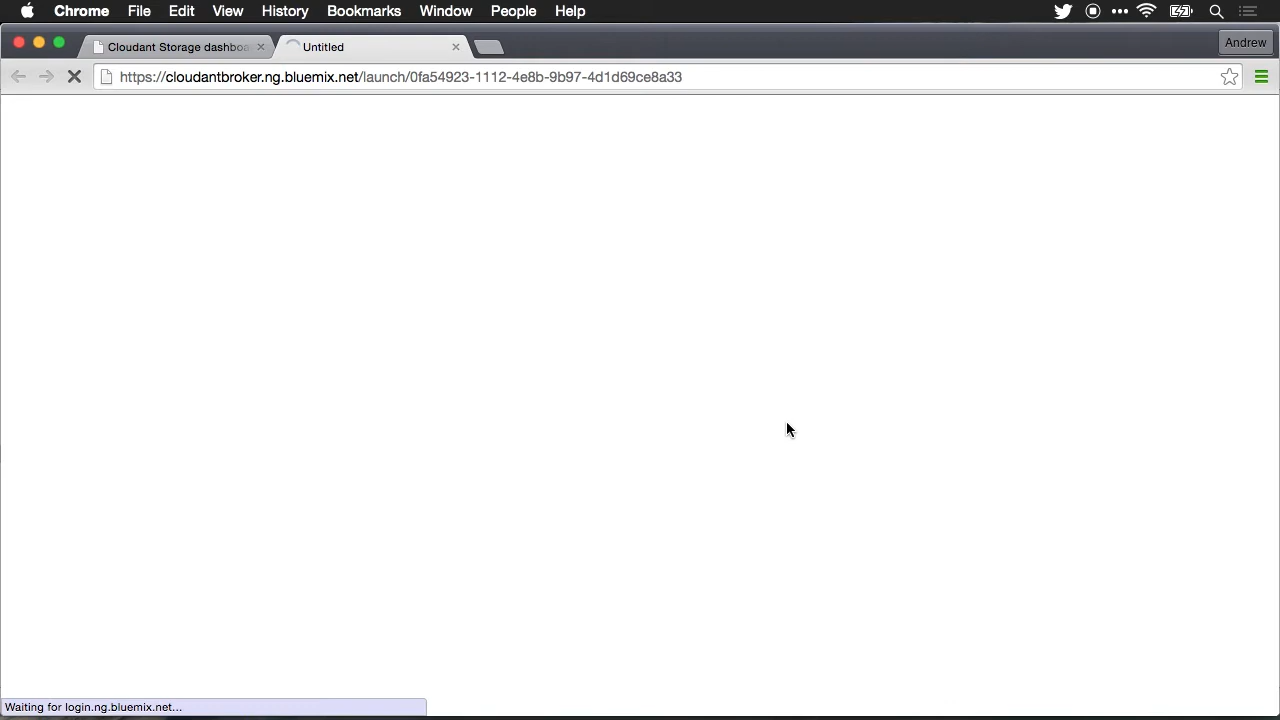 Chrome File Edit View History Bookmarks Window People Help
Cloudant Storage dashboa
Untitled
Andrew
https://cloudantbroker.ng.bluemix.net/launch/0fa54923-1112-4e8b-9b97-4d1d69ce8a33
Waiting for login.ng.bluemix.net...